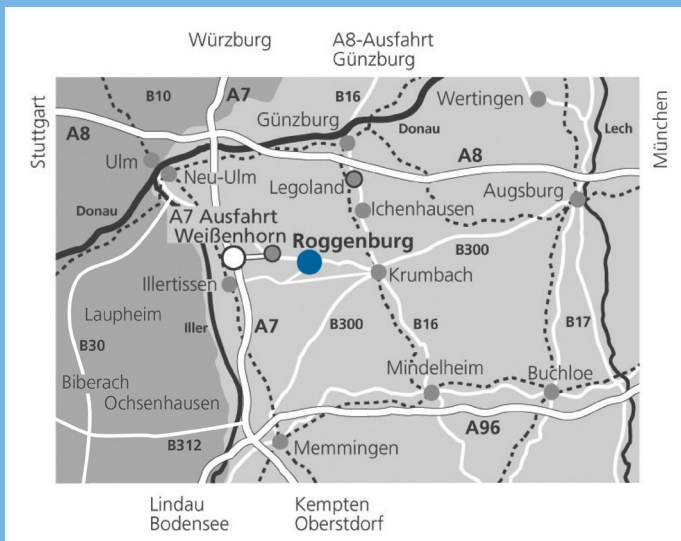 Würzburg
A8-Ausfahrt
Günzburg
Stuttgart
München
B10
A7
B16
Wertingen
Günzburg
Donau
Lech
A8
A8
Ulm
Neu-Ulm
Legoland
Augsburg
Ichenhausen
Donau
A7 Ausfahrt
Weißenhorn
Roggenburg
B300
Krumbach
Illertissen
Laupheim
Iller
A7
B300
B16
B17
B30
Mindelheim
Buchloe
Biberach
Ochsenhausen
A96
B312
Memmingen
Lindau
Bodensee
Kempten
Oberstdorf